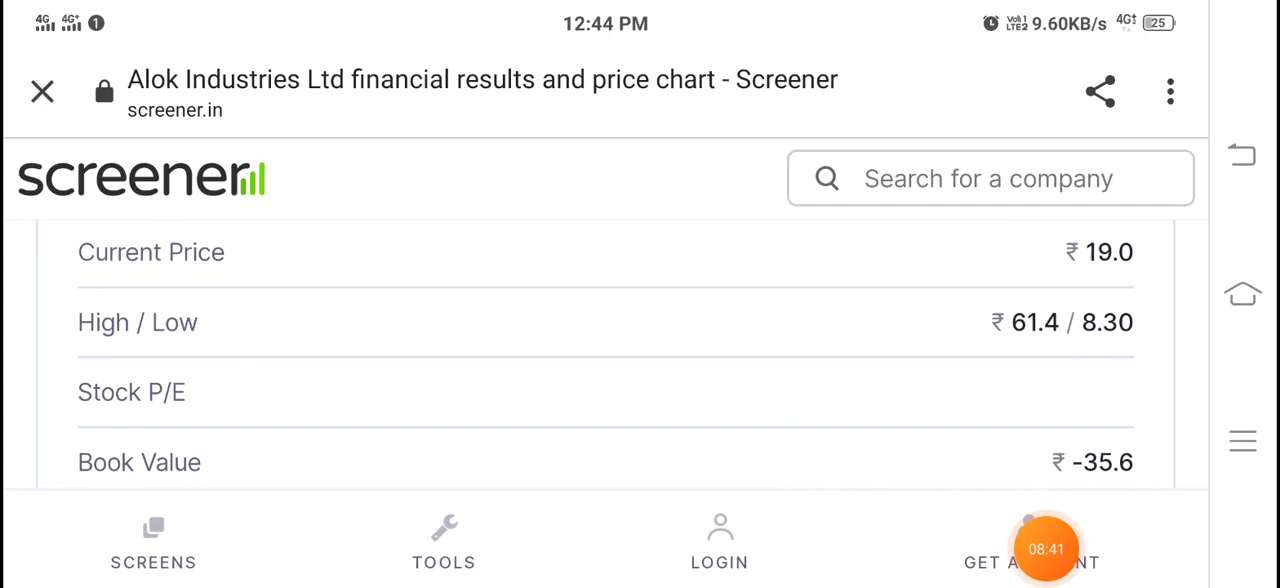 4G 4G+ 1 12:44 PM 9.60KB/s 25
Alok Industries Ltd financial results and price chart - Screener
screener.in
screener Search for a company
Current Price ₹ 19.0
High / Low ₹ 61.4 / 8.30
Stock P/E
Book Value ₹ -35.6
SCREENS TOOLS LOGIN GET
08:41